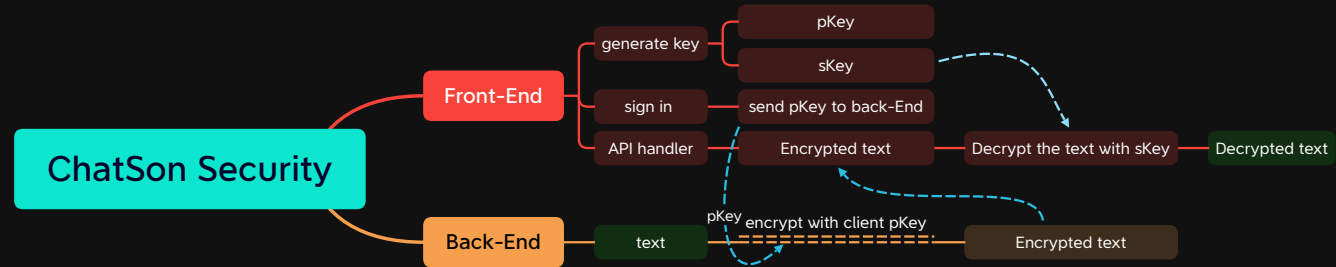 ChatSon Security
Front-End
generate key
pKey
sKey
sign in
send pKey to back-End
API handler
Encrypted text
Decrypt the text with sKey
Decrypted text
Back-End
text
pKey
encrypt with client pKey
Encrypted text